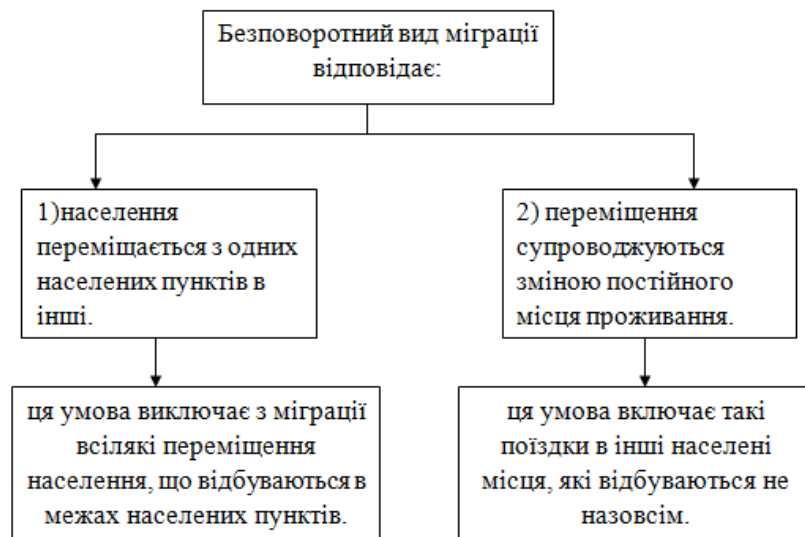 Безповоротний вид міграції
відповідає:
1)населення
переміщається з одних
населених пунктів в
інші.
2) переміщення
супроводжуються
зміною постійного
місця проживання.
ця умова виключає з міграції
всілякі переміщення
населення, що відбуваються в
межах населених пунктів.
ця умова включає такі
поїздки в інші населені
місця, які відбуваються не
назовсім.